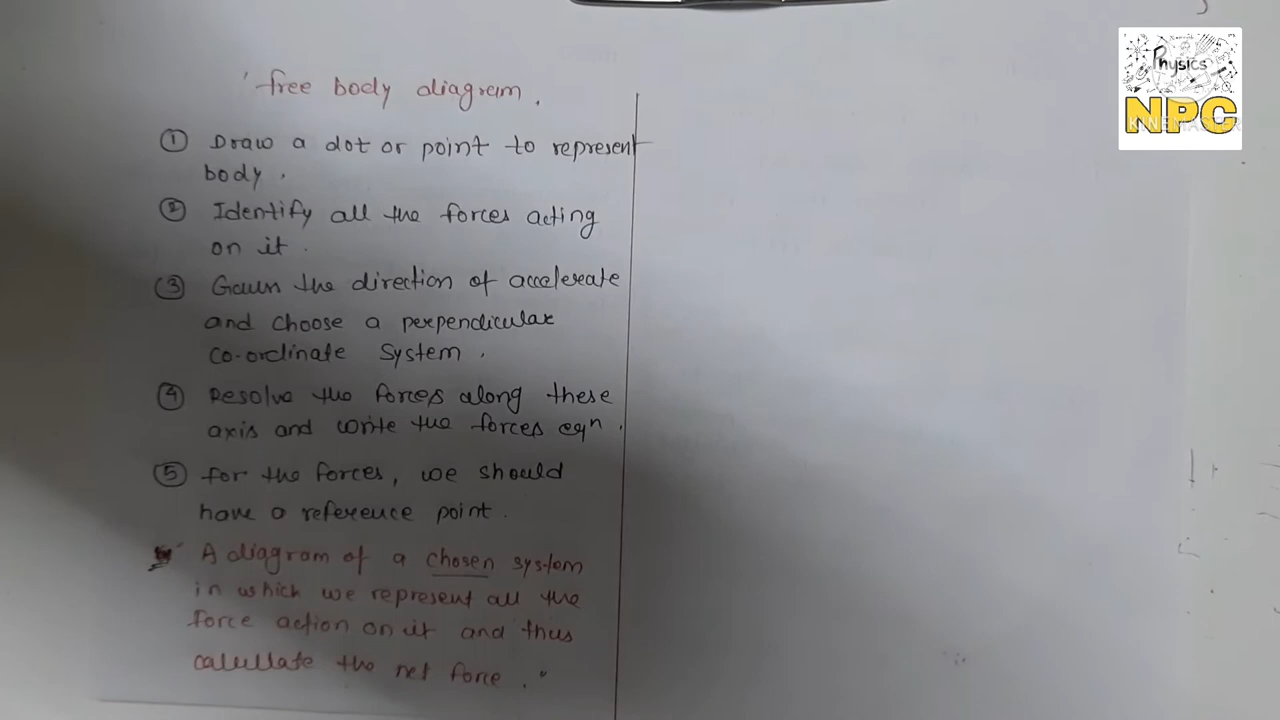 ' free body diagram .
① Draw a dot or point to represent
body .
② Identify all the forces acting
on it .
③ the direction of accelerate
and choose a perpendicular
co-ordinate system .
④ Resolve the forces along these
axis and write the forces eqn .
⑤ for the forces, we should
have a reference point .
" A diagram of a chosen system
in which we represent all the
force action on it and thus
calullate the net force . "
Physics
NPC
KINEMASTER